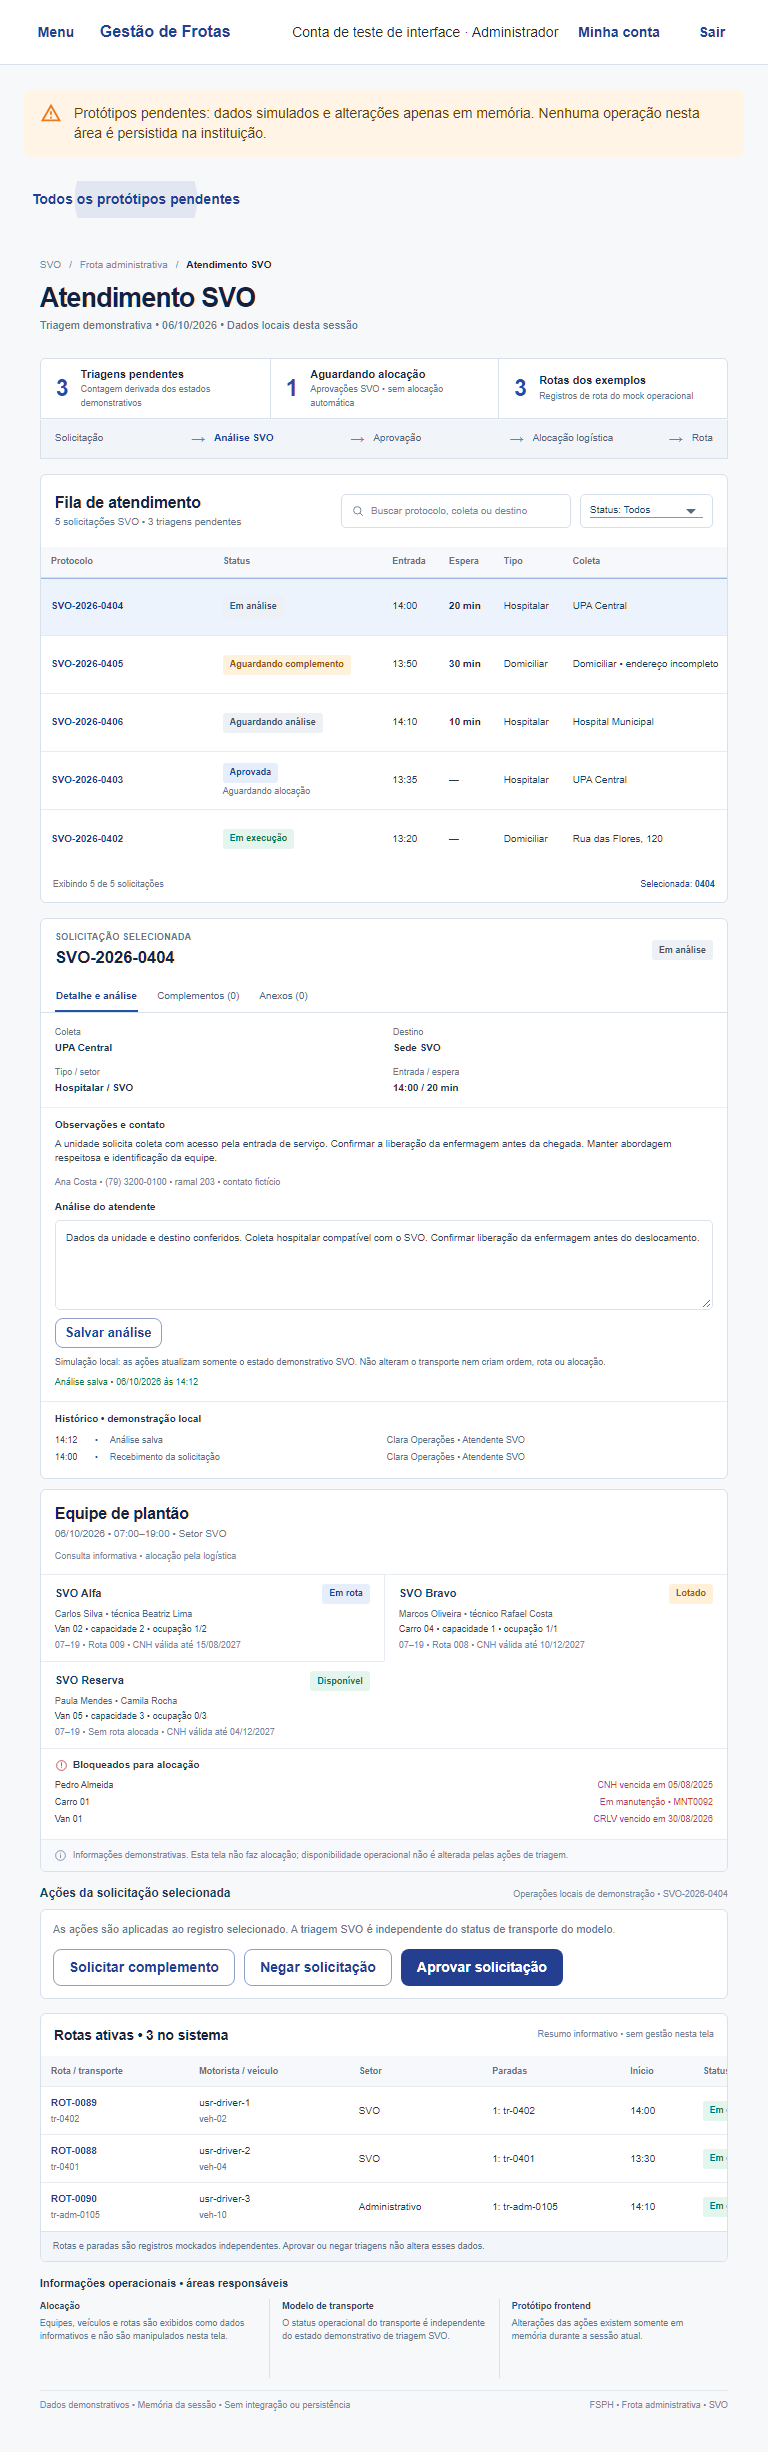 Menu Gestão de Frotas Conta de teste de interface · Administrador Minha conta Sair
Protótipos pendentes: dados simulados e alterações apenas em memória. Nenhuma operação nesta
área é persistida na instituição.
Todos os protótipos pendentes
SVO / Frota administrativa / Atendimento SVO
Atendimento SVO
Triagem demonstrativa • 06/10/2026 • Dados locais desta sessão
3 Triagens pendentes
Contagem derivada dos estados
demonstrativos
1 Aguardando alocação
Aprovações SVO • sem alocação
automática
3 Rotas dos exemplos
Registros de rota do mock operacional
Solicitação → Análise SVO → Aprovação → Alocação logística → Rota
Fila de atendimento
5 solicitações SVO • 3 triagens pendentes
Buscar protocolo, coleta ou destino
Status: Todos
Protocolo Status Entrada Espera Tipo Coleta
SVO-2026-0404 Em análise 14:00 20 min Hospitalar UPA Central
SVO-2026-0405 Aguardando complemento 13:50 30 min Domiciliar Domiciliar • endereço incompleto
SVO-2026-0406 Aguardando análise 14:10 10 min Hospitalar Hospital Municipal
SVO-2026-0403 Aprovada 13:35 — Hospitalar UPA Central
Aguardando alocação
SVO-2026-0402 Em execução 13:20 — Domiciliar Rua das Flores, 120
Exibindo 5 de 5 solicitações Selecionada: 0404
SOLICITAÇÃO SELECIONADA
SVO-2026-0404 Em análise
Detalhe e análise Complementos (0) Anexos (0)
Coleta Destino
UPA Central Sede SVO
Tipo / setor Entrada / espera
Hospitalar / SVO 14:00 / 20 min
Observações e contato
A unidade solicita coleta com acesso pela entrada de serviço. Confirmar a liberação da enfermagem antes da chegada. Manter abordagem
respeitosa e identificação da equipe.
Ana Costa • (79) 3200-0100 • ramal 203 • contato fictício
Análise do atendente
Dados da unidade e destino conferidos. Coleta hospitalar compatível com o SVO. Confirmar liberação da enfermagem antes do deslocamento.
Salvar análise
Simulação local: as ações atualizam somente o estado demonstrativo SVO. Não alteram o transporte nem criam ordem, rota ou alocação.
Análise salva • 06/10/2026 às 14:12
Histórico • demonstração local
14:12 • Análise salva Clara Operações • Atendente SVO
14:00 • Recebimento da solicitação Clara Operações • Atendente SVO
Equipe de plantão
06/10/2026 • 07:00–19:00 • Setor SVO
Consulta informativa • alocação pela logística
SVO Alfa Em rota
Carlos Silva • técnica Beatriz Lima
Van 02 • capacidade 2 • ocupação 1/2
07–19 • Rota 009 • CNH válida até 15/08/2027
SVO Bravo Lotado
Marcos Oliveira • técnico Rafael Costa
Carro 04 • capacidade 1 • ocupação 1/1
07–19 • Rota 008 • CNH válida até 10/12/2027
SVO Reserva Disponível
Paula Mendes • Camila Rocha
Van 05 • capacidade 3 • ocupação 0/3
07–19 • Sem rota alocada • CNH válida até 04/12/2027
Bloqueados para alocação
Pedro Almeida CNH vencida em 05/08/2025
Carro 01 Em manutenção • MNT0092
Van 01 CRLV vencido em 30/08/2026
Informações demonstrativas. Esta tela não faz alocação; disponibilidade operacional não é alterada pelas ações de triagem.
Ações da solicitação selecionada Operações locais de demonstração • SVO-2026-0404
As ações são aplicadas ao registro selecionado. A triagem SVO é independente do status de transporte do modelo.
Solicitar complemento Negar solicitação Aprovar solicitação
Rotas ativas • 3 no sistema Resumo informativo • sem gestão nesta tela
Rota / transporte Motorista / veículo Setor Paradas Início Status
ROT-0089 usr-driver-1 SVO 1: tr-0402 14:00 Em
tr-0402 veh-02
ROT-0088 usr-driver-2 SVO 1: tr-0401 13:30 Em
tr-0401 veh-04
ROT-0090 usr-driver-3 Administrativo 1: tr-adm-0105 14:10 Em
tr-adm-0105 veh-10
Rotas e paradas são registros mockados independentes. Aprovar ou negar triagens não altera esses dados.
Informações operacionais • áreas responsáveis
Alocação
Equipes, veículos e rotas são exibidos como dados
informativos e não são manipulados nesta tela.
Modelo de transporte
O status operacional do transporte é independente
do estado demonstrativo de triagem SVO.
Protótipo frontend
Alterações das ações existem somente em
memória durante a sessão atual.
Dados demonstrativos • Memória da sessão • Sem integração ou persistência FSPH • Frota administrativa • SVO